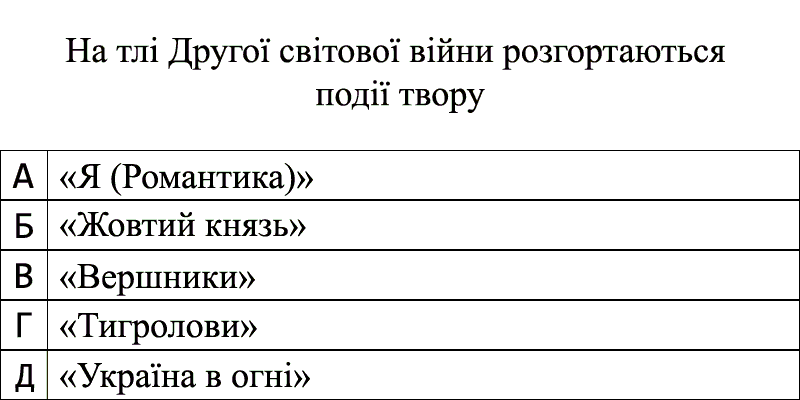 На тлі Другої світової війни розгортаються
події твору
А «Я (Романтика)»
Б «Жовтий князь»
В «Вершники»
Г «Тигролови»
Д «Україна в огні»